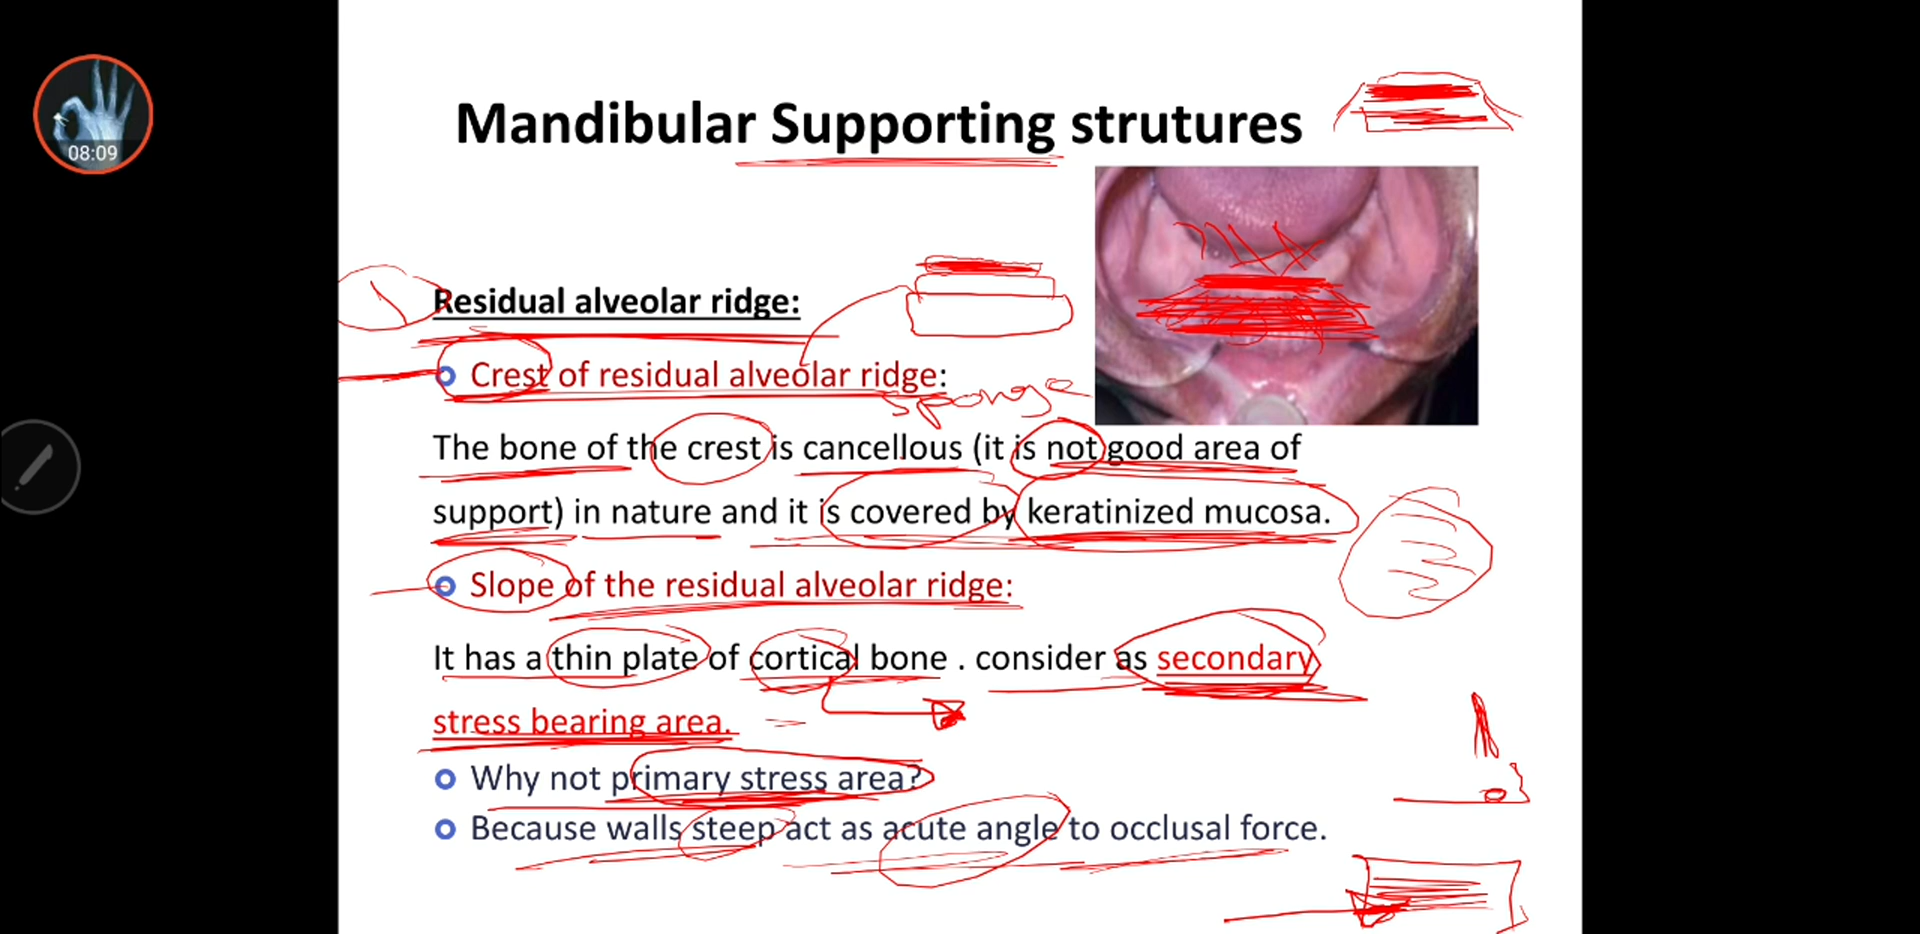 08:09
Mandibular Supporting strutures
Residual alveolar ridge:
Crest of residual alveolar ridge:
sponge
The bone of the crest is cancellous (it is not good area of
support) in nature and it is covered by keratinized mucosa.
Slope of the residual alveolar ridge:
It has a thin plate of cortical bone . consider as secondary
stress bearing area.
Why not primary stress area?
Because walls steep act as acute angle to occlusal force.